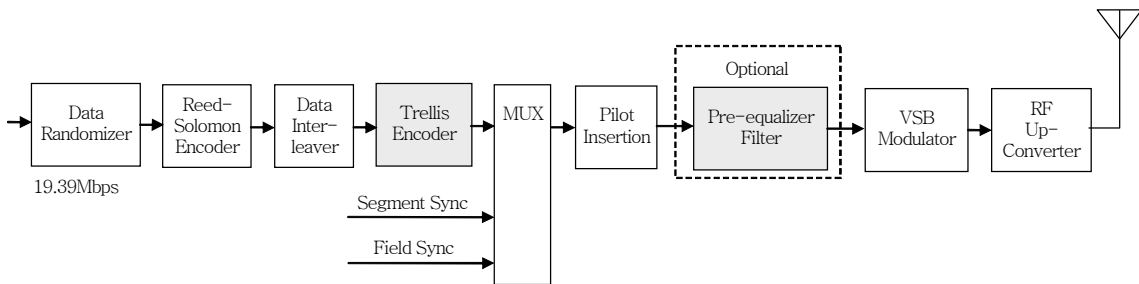 Data
Randomizer
19.39Mbps
Reed-
Solomon
Encoder
Data
Inter-
leaver
Trellis
Encoder
Segment Sync
Field Sync
MUX
Pilot
Insertion
Optional
Pre-equalizer
Filter
VSB
Modulator
RF
Up-
Converter